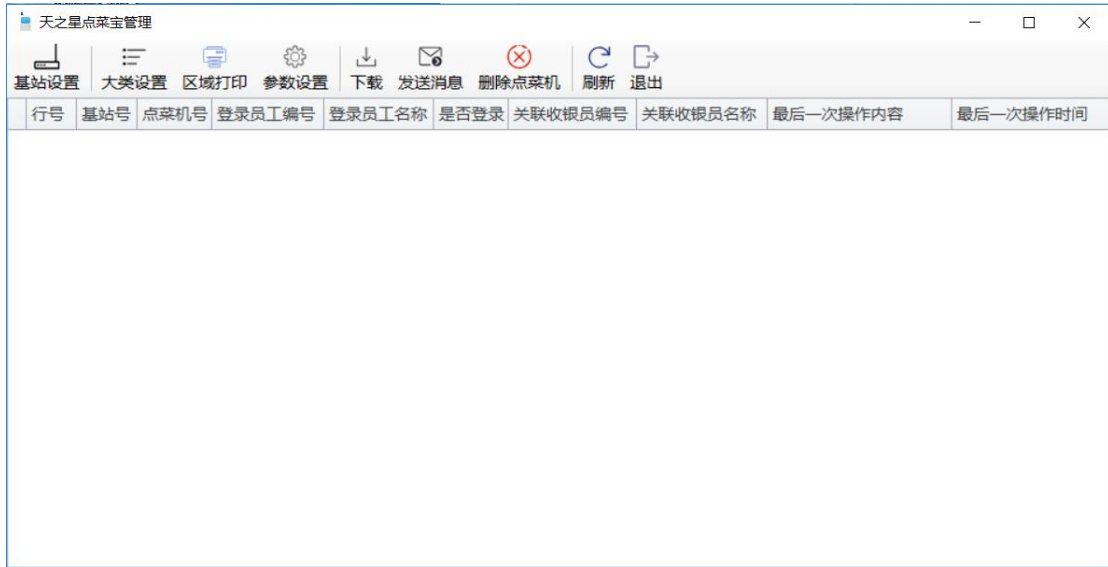 天之星点菜宝管理
基站设置 大类设置 区域打印 参数设置 下载 发送消息 删除点菜机 刷新 退出
行号 基站号 点菜机号 登录员工编号 登录员工名称 是否登录 关联收银员编号 关联收银员名称 最后一次操作内容 最后一次操作时间